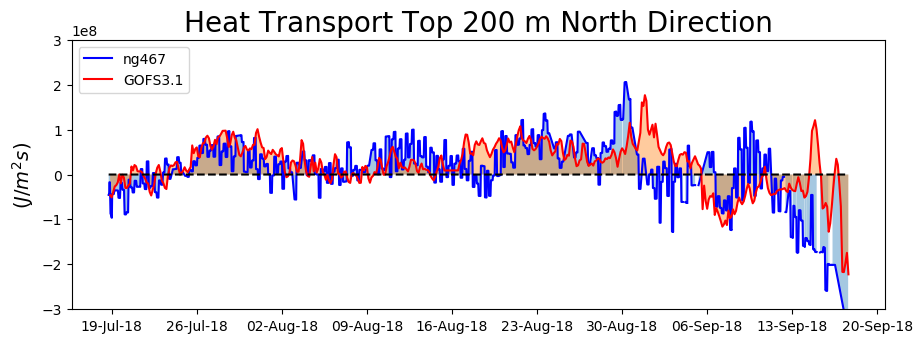 Heat Transport Top 200 m North Direction
1e8
3
2
1
0
−1
−2
−3
(J/m² s)
ng467
GOFS3.1
19-Jul-18 26-Jul-18 02-Aug-18 09-Aug-18 16-Aug-18 23-Aug-18 30-Aug-18 06-Sep-18 13-Sep-18 20-Sep-18